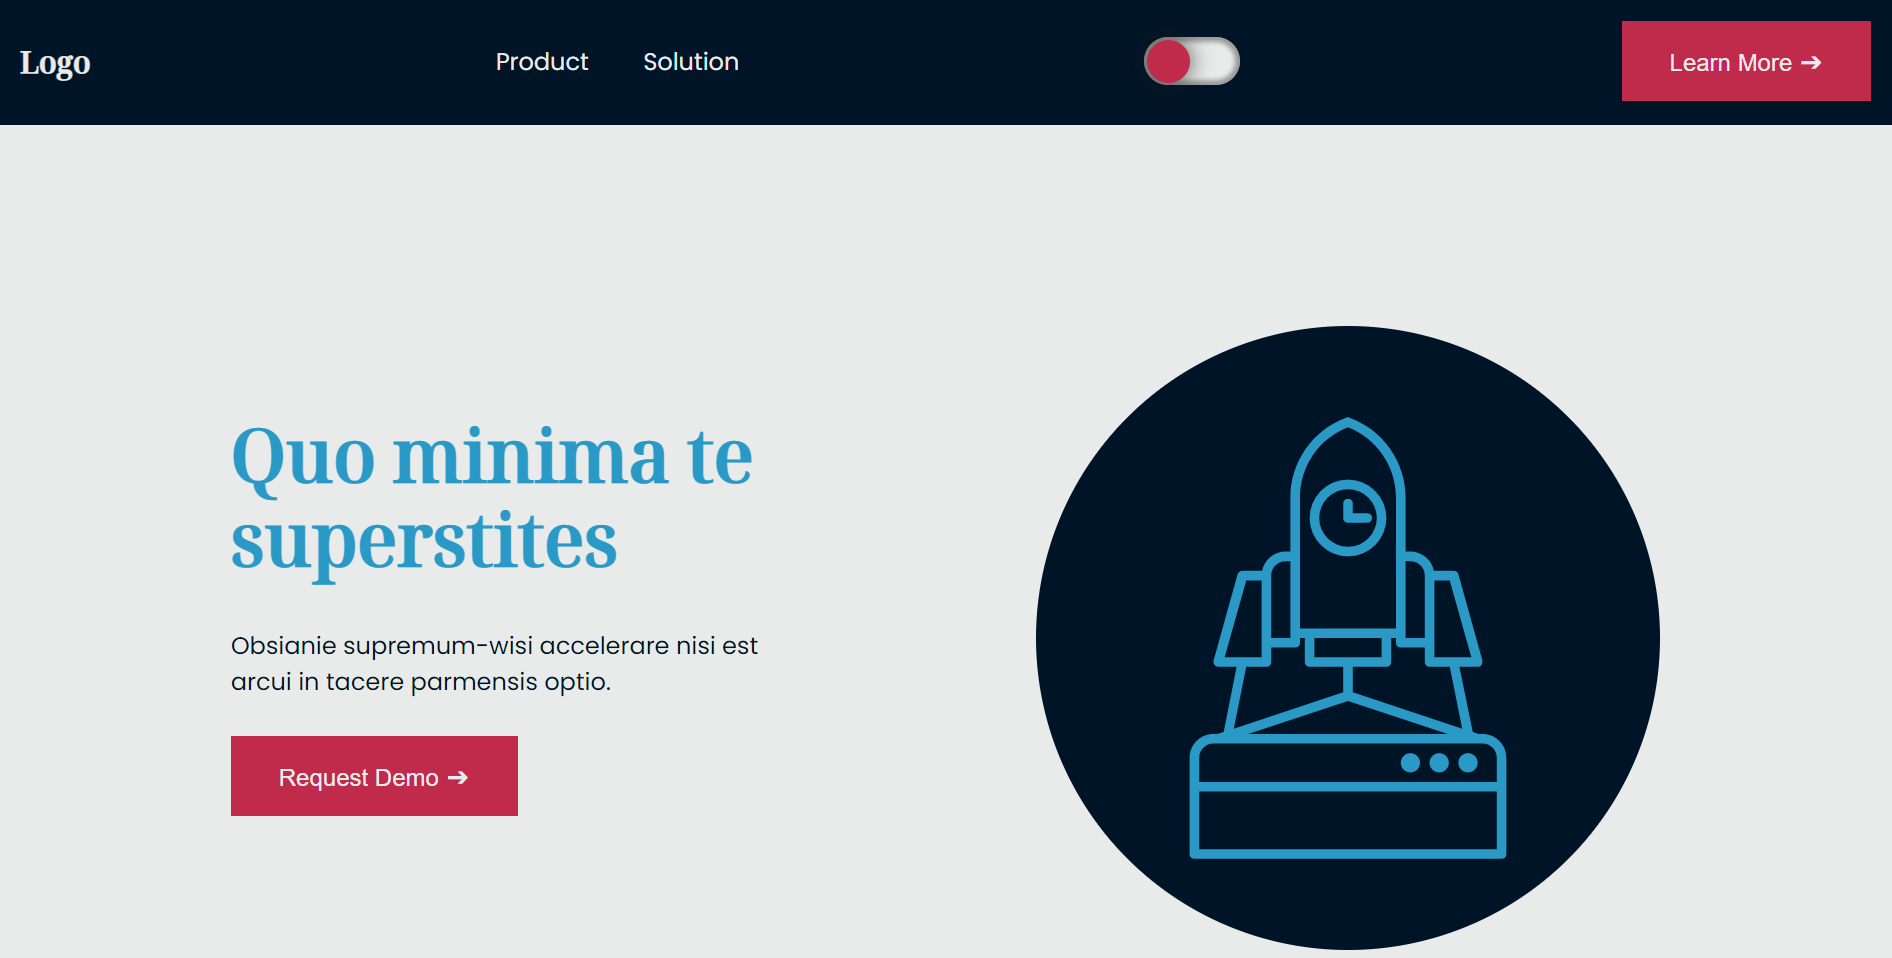 Logo
Product
Solution
Learn More ➔
Quo minima te
superstites
Obsianie supremum-wisi accelerare nisi est
arcui in tacere parmensis optio.
Request Demo ➔